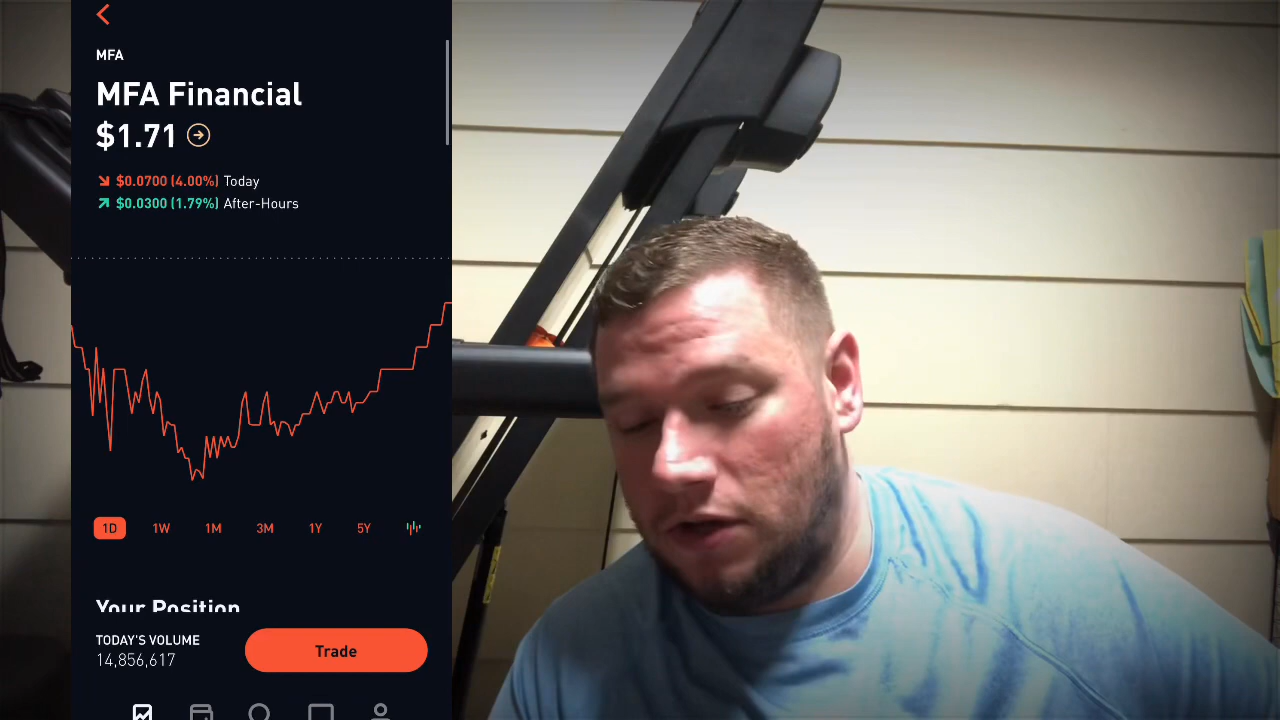 MFA
MFA Financial
$1.71
$0.0700 (4.00%) Today
$0.0300 (1.79%) After-Hours
1D 1W 1M 3M 1Y 5Y
Your Position
TODAY'S VOLUME
14,856,617
Trade